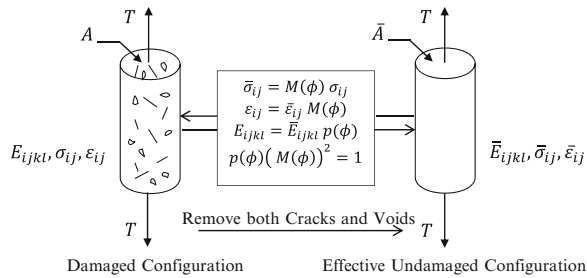 T
T
A
Ā
σ̄ᵢⱼ = M(ϕ) σᵢⱼ
εᵢⱼ = ε̄ᵢⱼ M(ϕ)
Eᵢⱼₖₗ = Ēᵢⱼₖₗ p(ϕ)
p(ϕ)( M(ϕ))² = 1
Eᵢⱼₖₗ, σᵢⱼ, εᵢⱼ
Ēᵢⱼₖₗ, σ̄ᵢⱼ, ε̄ᵢⱼ
T
Remove both Cracks and Voids
T
Damaged Configuration
Effective Undamaged Configuration